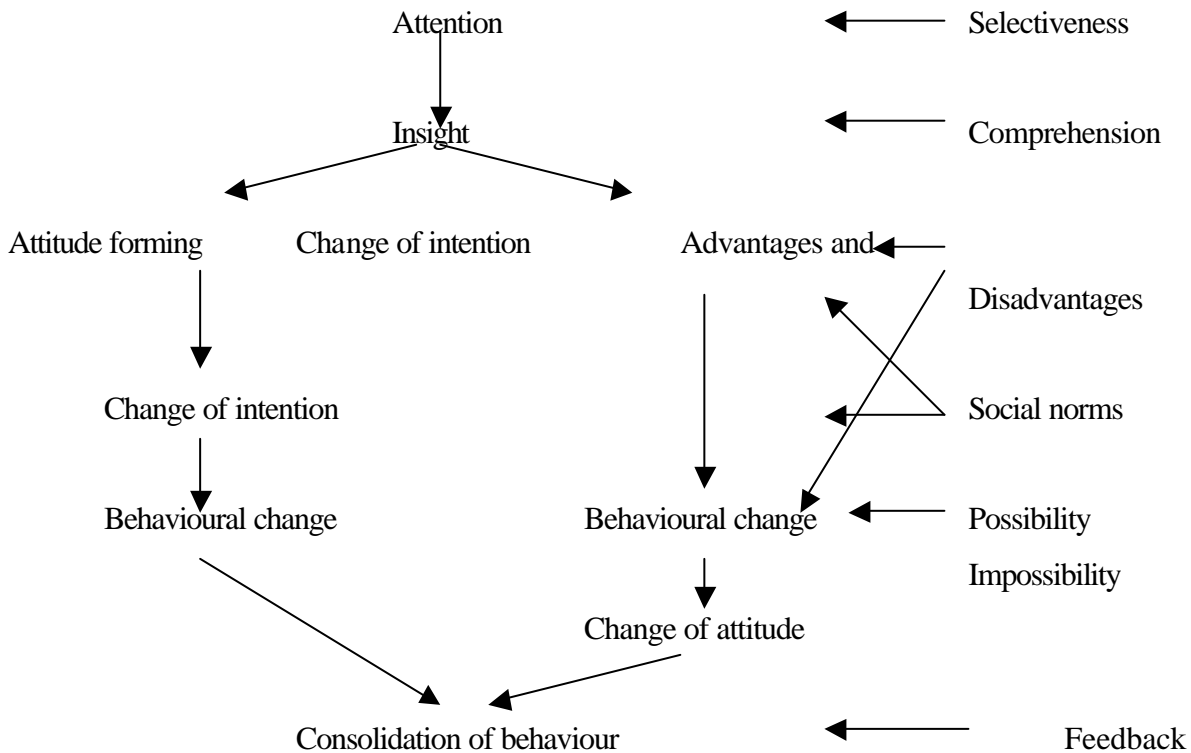 Attention Selectiveness
Insight Comprehension
Attitude forming Change of intention Advantages and
Disadvantages
Change of intention Social norms
Behavioural change Behavioural change Possibility
Impossibility
Change of attitude
Consolidation of behaviour Feedback